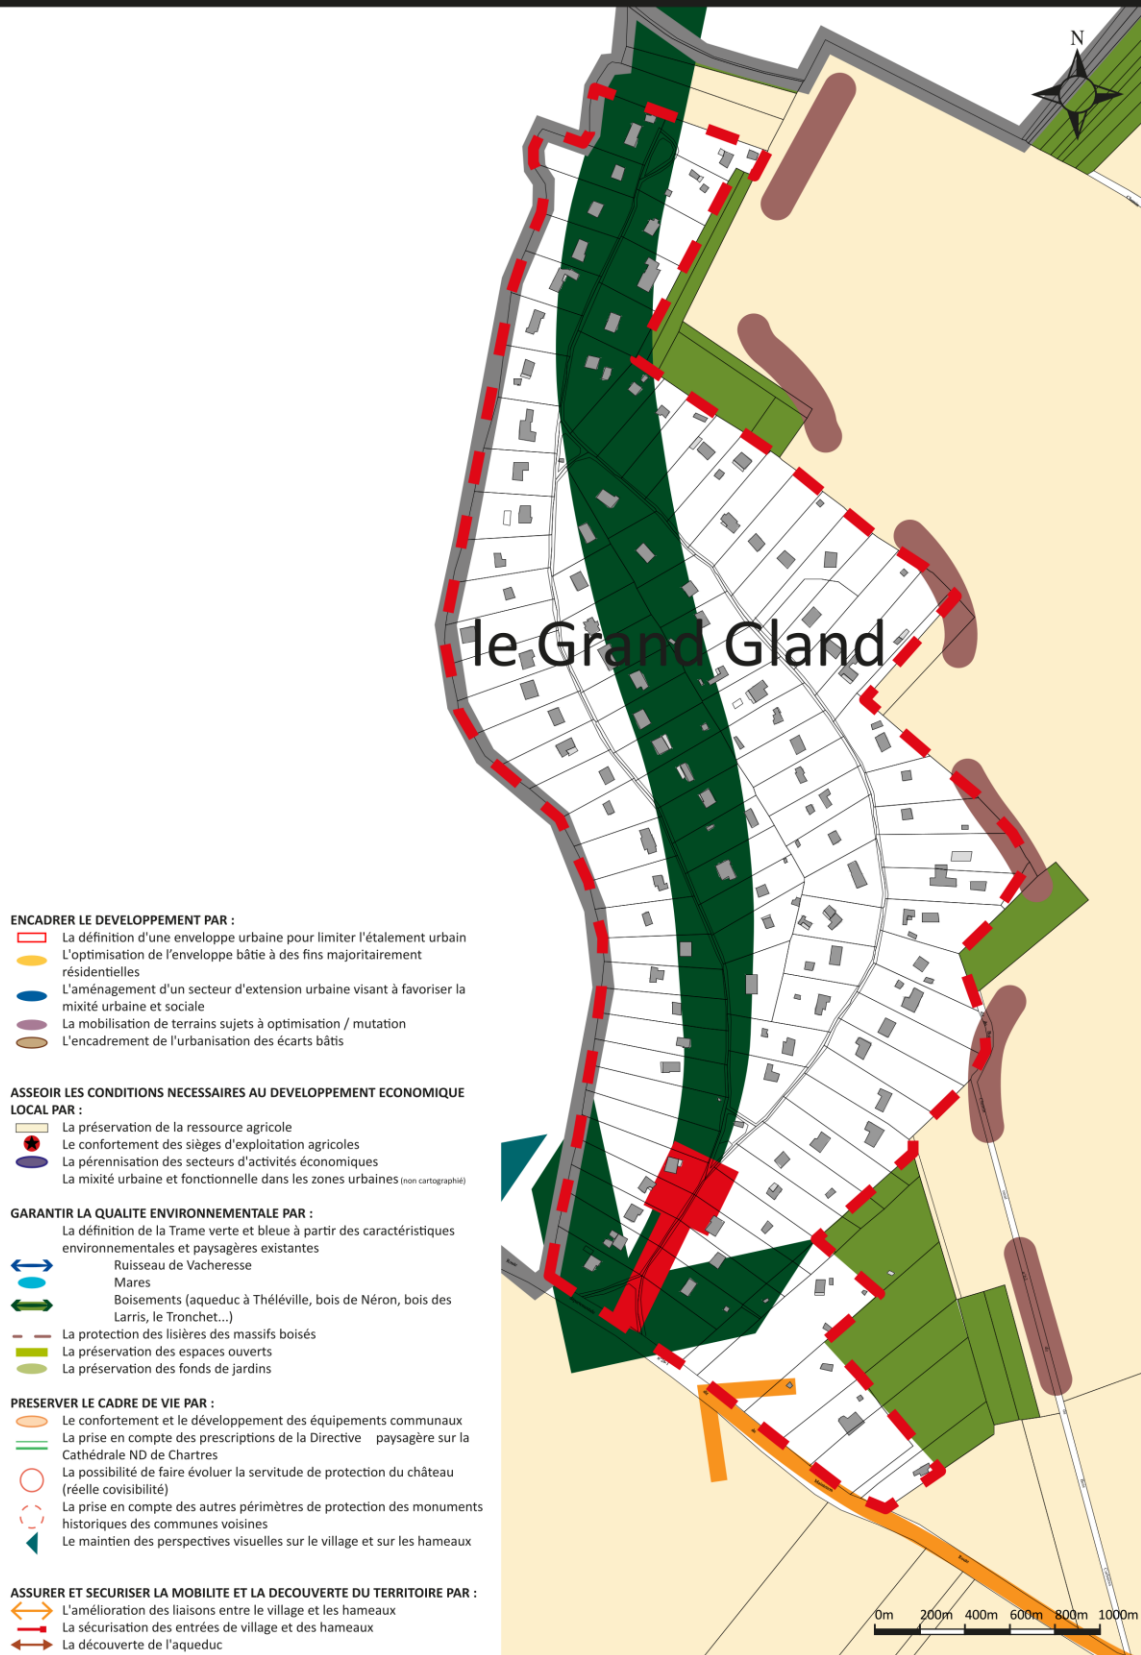 N
le Grand Gland
ENCADRER LE DEVELOPPEMENT PAR :
La définition d'une enveloppe urbaine pour limiter l'étalement urbain
L'optimisation de l'enveloppe bâtie à des fins majoritairement
résidentielles
L'aménagement d'un secteur d'extension urbaine visant à favoriser la
mixité urbaine et sociale
La mobilisation de terrains sujets à optimisation / mutation
L'encadrement de l'urbanisation des écarts bâtis
ASSEOIR LES CONDITIONS NECESSAIRES AU DEVELOPPEMENT ECONOMIQUE
LOCAL PAR :
La préservation de la ressource agricole
Le confortement des sièges d'exploitation agricoles
La pérennisation des secteurs d'activités économiques
La mixité urbaine et fonctionnelle dans les zones urbaines (non cartographié)
GARANTIR LA QUALITE ENVIRONNEMENTALE PAR :
La définition de la Trame verte et bleue à partir des caractéristiques
environnementales et paysagères existantes
Ruisseau de Vacheresse
Mares
Boisements (aqueduc à Théléville, bois de Néron, bois des
Larris, le Tronchet...)
La protection des lisières des massifs boisés
La préservation des espaces ouverts
La préservation des fonds de jardins
PRESERVER LE CADRE DE VIE PAR :
Le confortement et le développement des équipements communaux
La prise en compte des prescriptions de la Directive paysagère sur la
Cathédrale ND de Chartres
La possibilité de faire évoluer la servitude de protection du château
(réelle covisibilité)
La prise en compte des autres périmètres de protection des monuments
historiques des communes voisines
Le maintien des perspectives visuelles sur le village et sur les hameaux
ASSURER ET SECURISER LA MOBILITE ET LA DECOUVERTE DU TERRITOIRE PAR :
L'amélioration des liaisons entre le village et les hameaux
La sécurisation des entrées de village et des hameaux
La découverte de l'aqueduc
0m 200m 400m 600m 800m 1000m